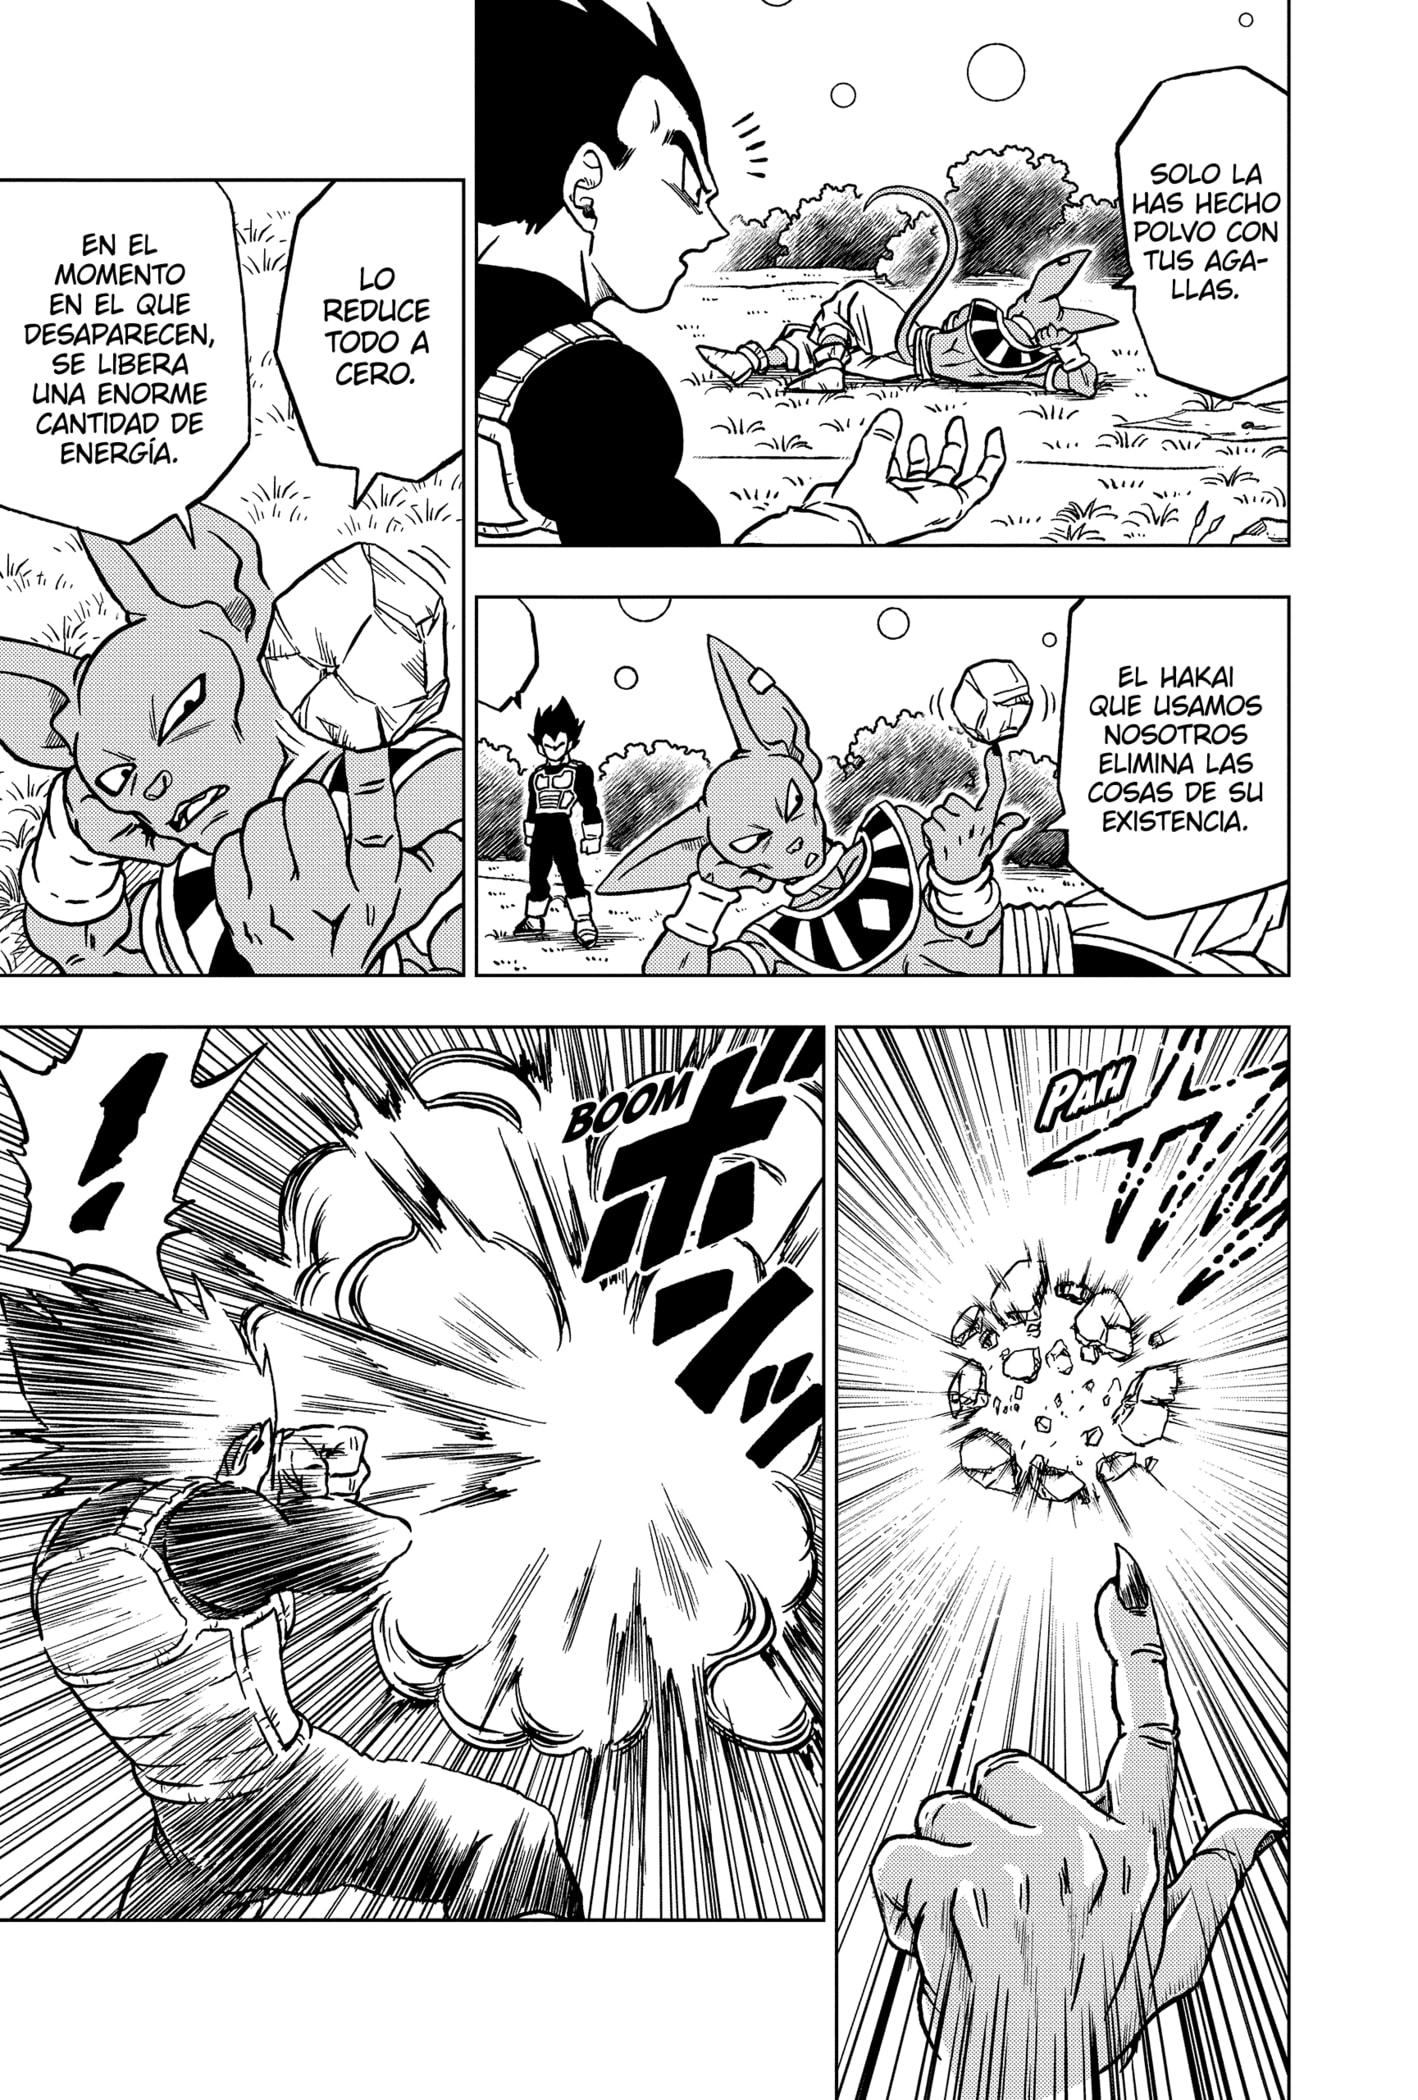 SOLO LA
HAS HECHO
POLVO CON
TUS AGA-
LLAS.
EL HAKAI
QUE USAMOS
NOSOTROS
ELIMINA LAS
COSAS DE SU
EXISTENCIA.
LO
REDUCE
TODO A
CERO.
EN EL
MOMENTO
EN EL QUE
DESAPARECEN,
SE LIBERA
UNA ENORME
CANTIDAD DE
ENERGÍA.
PAH
BOOM
!